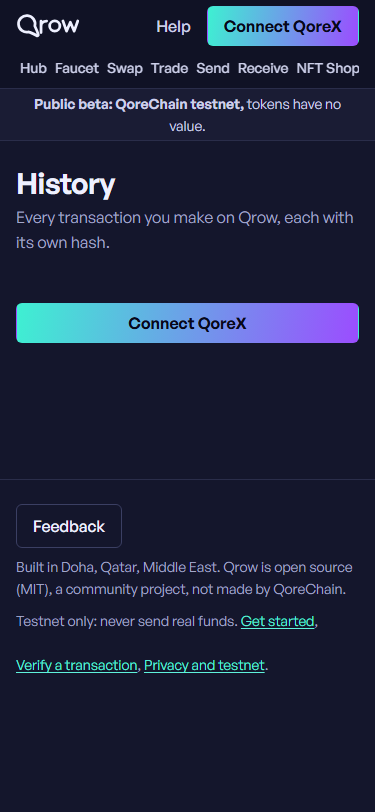 Qrow
Help
Connect QoreX
Hub Faucet Swap Trade Send Receive NFT Shop
Public beta: QoreChain testnet, tokens have no
value.
History
Every transaction you make on Qrow, each with
its own hash.
Connect QoreX
Feedback
Built in Doha, Qatar, Middle East. Qrow is open source
(MIT), a community project, not made by QoreChain.
Testnet only: never send real funds. Get started,
Verify a transaction, Privacy and testnet.